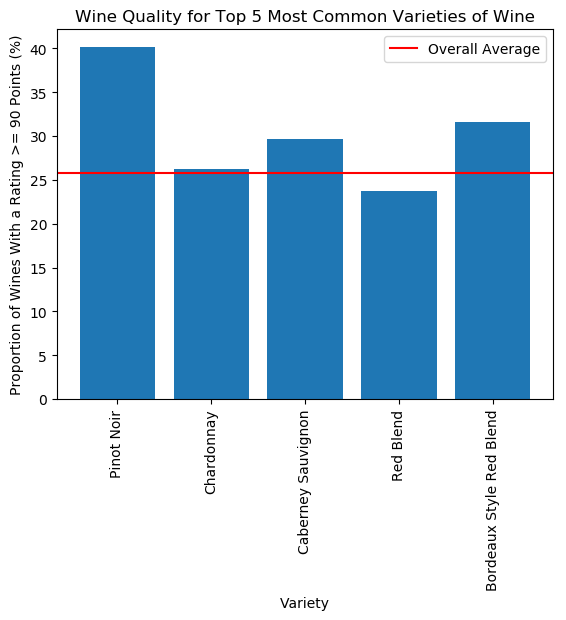 Wine Quality for Top 5 Most Common Varieties of Wine
Overall Average
Proportion of Wines With a Rating >= 90 Points (%)
40
35
30
25
20
15
10
5
0
Pinot Noir
Chardonnay
Caberney Sauvignon
Red Blend
Bordeaux Style Red Blend
Variety